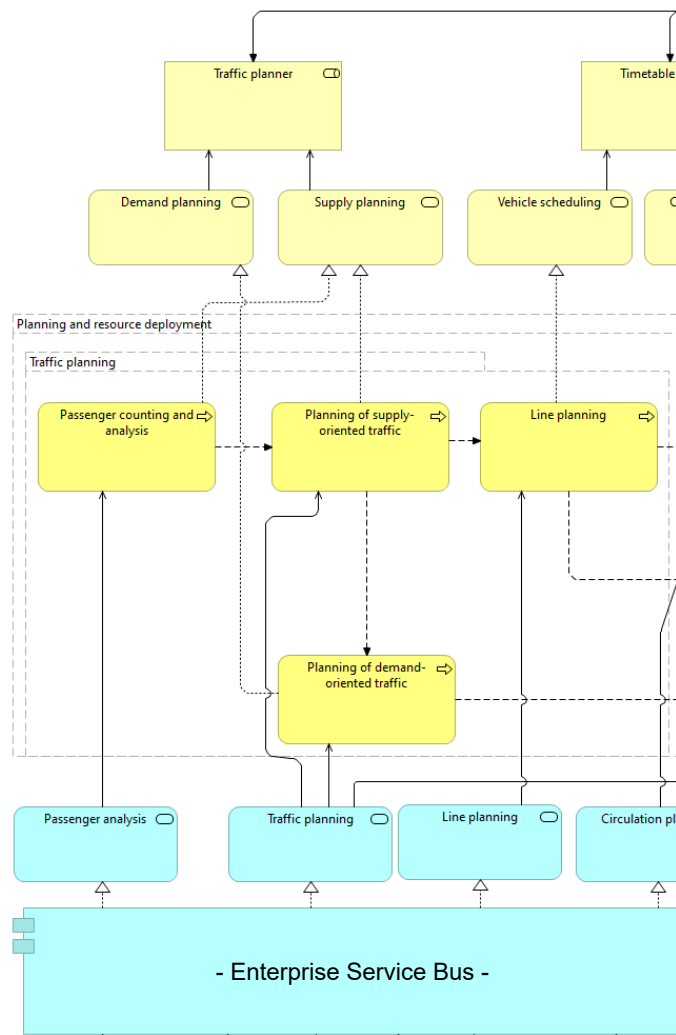 Traffic planner
Timetable
Demand planning
Supply planning
Vehicle scheduling
Planning and resource deployment
Traffic planning
Passenger counting and
analysis
Planning of supply-
oriented traffic
Line planning
Planning of demand-
oriented traffic
Passenger analysis
Traffic planning
Line planning
Circulation pl
- Enterprise Service Bus -